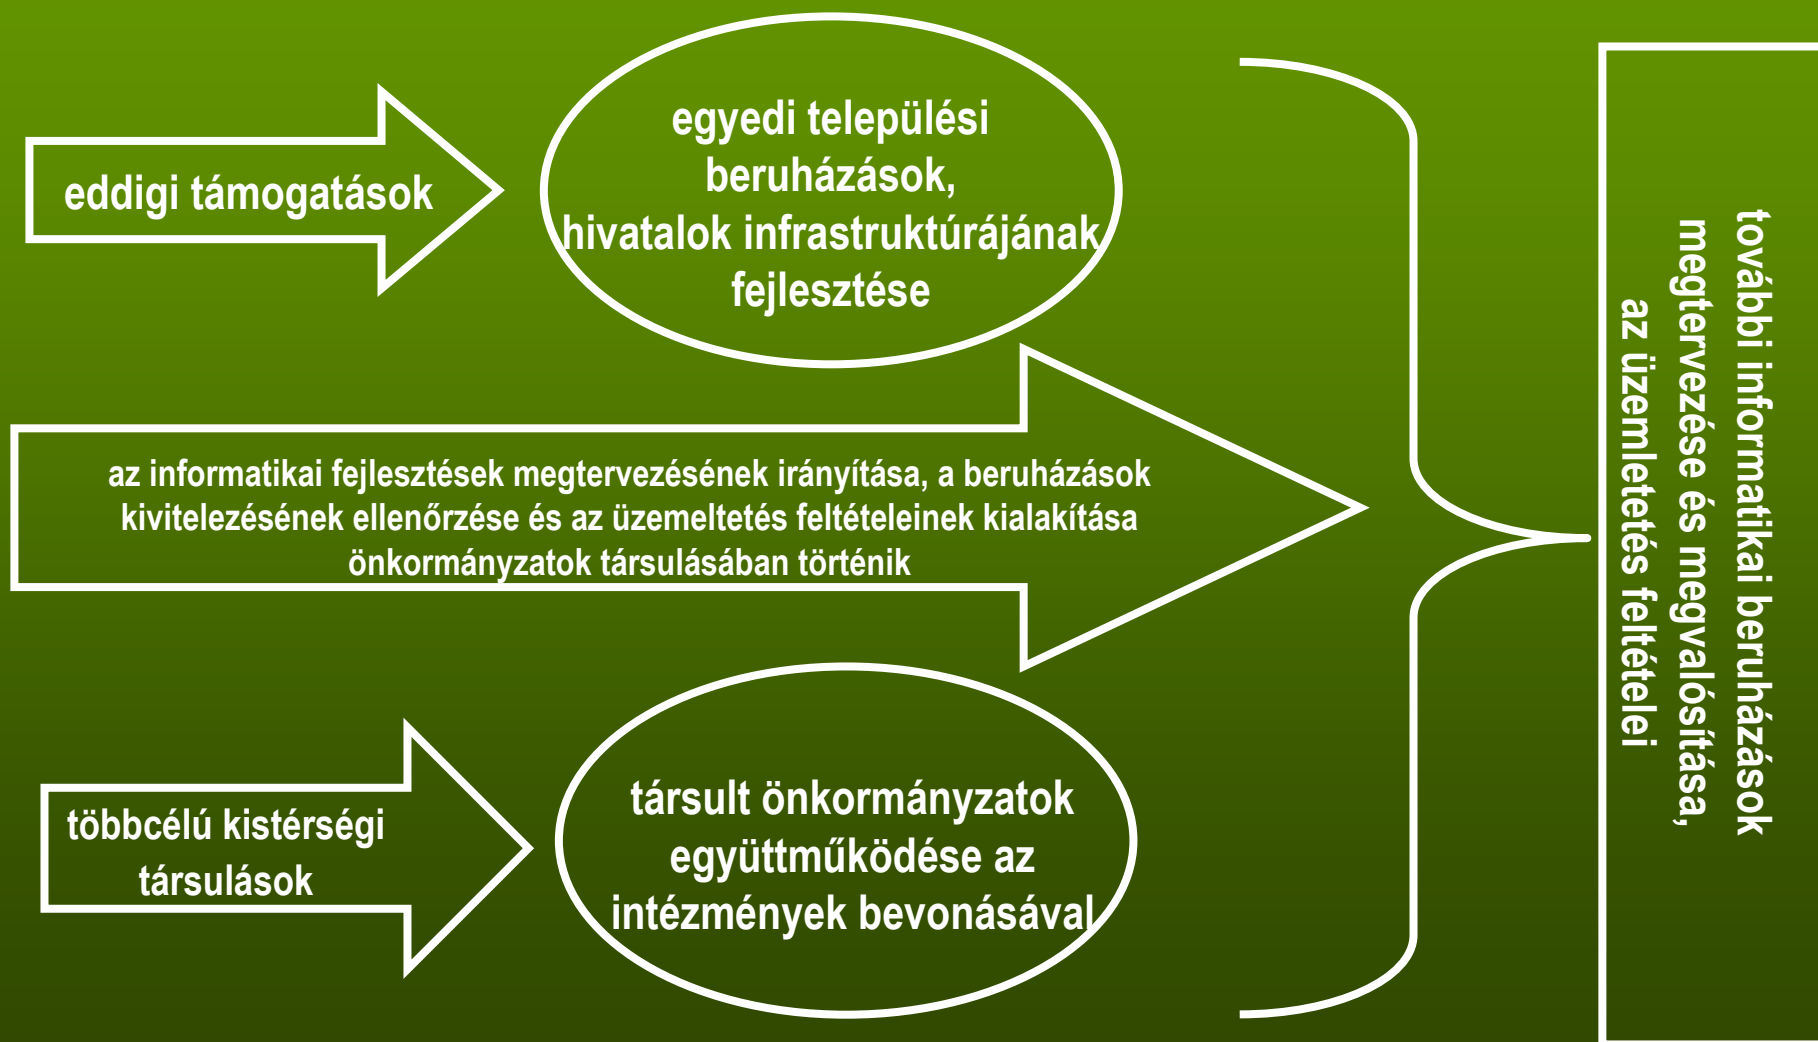 eddigi támogatások
egyedi települési
beruházások,
hivatalok infrastruktúrájának
fejlesztése
az informatikai fejlesztések megtervezésének irányítása, a beruházások
kivitelezésének ellenőrzése és az üzemeltetés feltételeinek kialakítása
önkormányzatok társulásában történik
többcélú kistérségi
társulások
társult önkormányzatok
együttműködése az
intézmények bevonásával
további informatikai beruházások
megtervezése és megvalósítása,
az üzemletetés feltételei